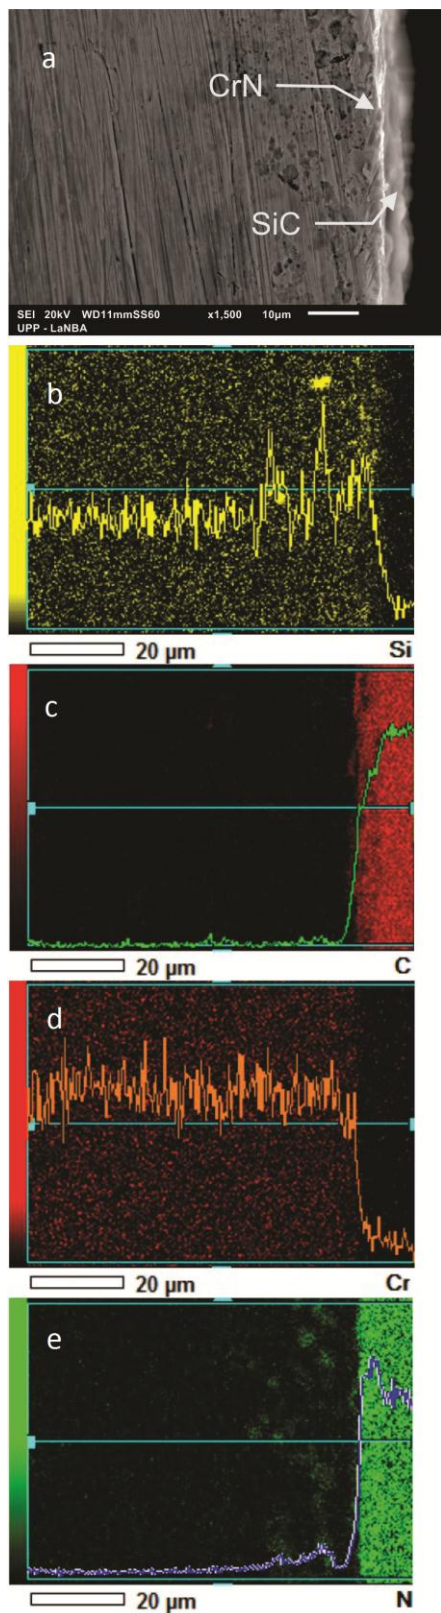 a
CrN
SiC
SEI 20kV WD11mmSS60 x1,500 10µm
UPP - LaNBA
b
20 µm Si
c
20 µm C
d
20 µm Cr
e
20 µm N